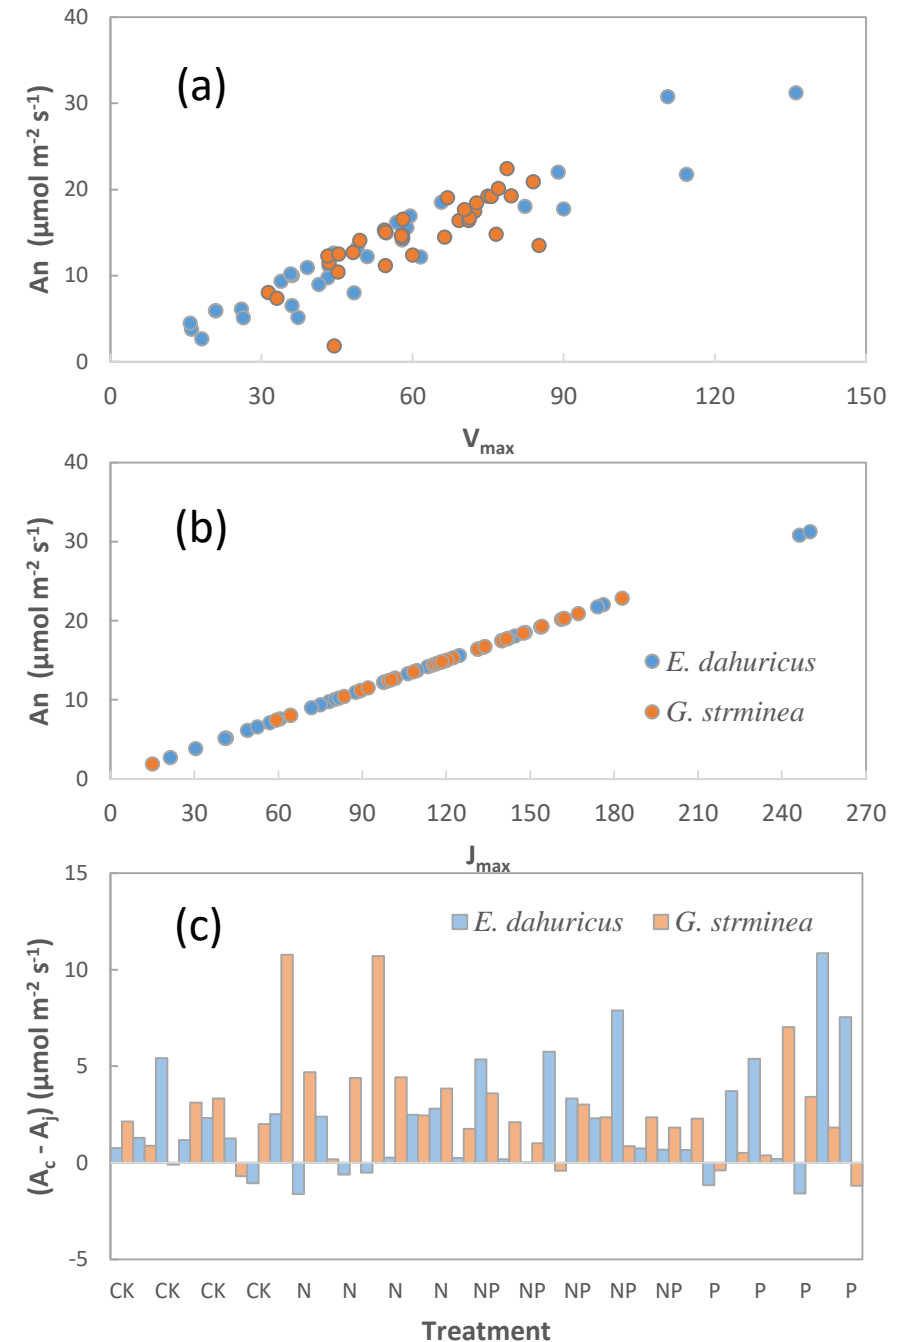 (a)
An (μmol m-2 s-1)
40
30
20
10
0
0 30 60 90 120 150
Vmax
(b)
An (μmol m-2 s-1)
40
30
20
10
0
E. dahuricus
G. strminea
0 30 60 90 120 150 180 210 240 270
Jmax
(c)
E. dahuricus G. strminea
(Ac - Aj) (μmol m-2 s-1)
15
10
5
0
-5
CK CK CK CK N N N N NP NP NP NP NP P P P P
Treatment